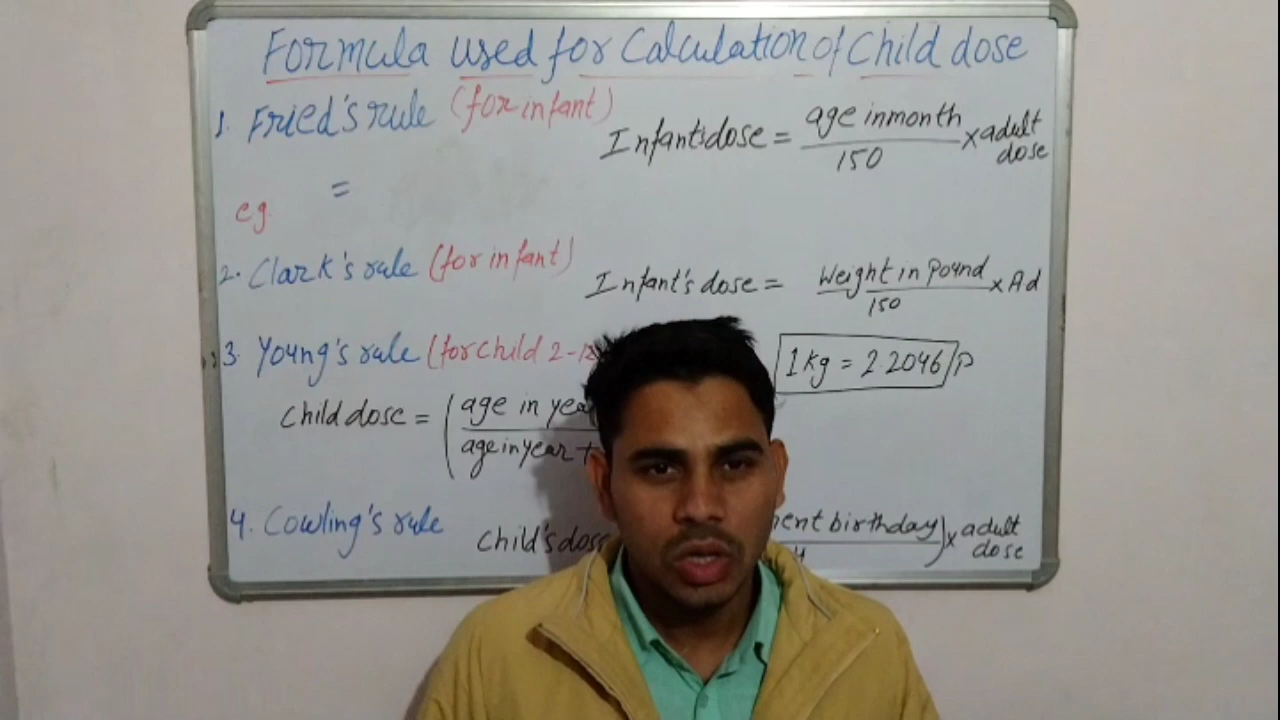 Formula used for Calculation of Child dose
1. Fried's rule (for infant)
Infant's dose = age in month / 150 × adult dose
=
eg
2. Clark's rule (for infant)
Infant's dose = Weight in Pound / 150 × Ad
3. Young's rule (for child 2-12
1 kg = 2 2046 P
Child dose = ( age in yea / age in year +
4. Cowling's rule
Child's dose birthday) × adult dose